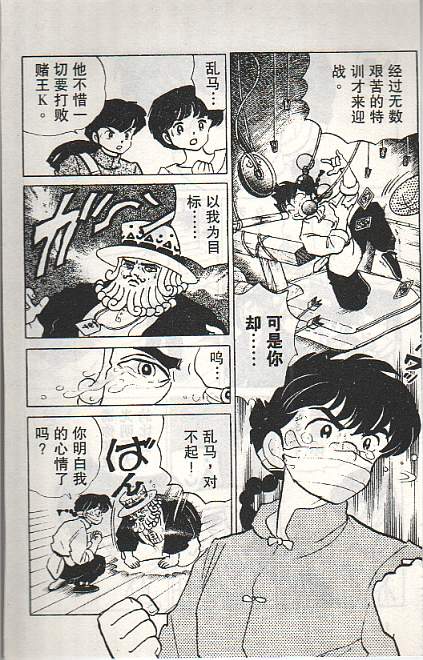 经过无数
艰苦的特
训才来迎
战。
可是你
却……
乱马…
他不惜一
切要打败
赌王K。
以我为目
标……
ガ〜〜ン
呜…
乱马，对
不起！
你明白我
的心情了
吗？
ばん